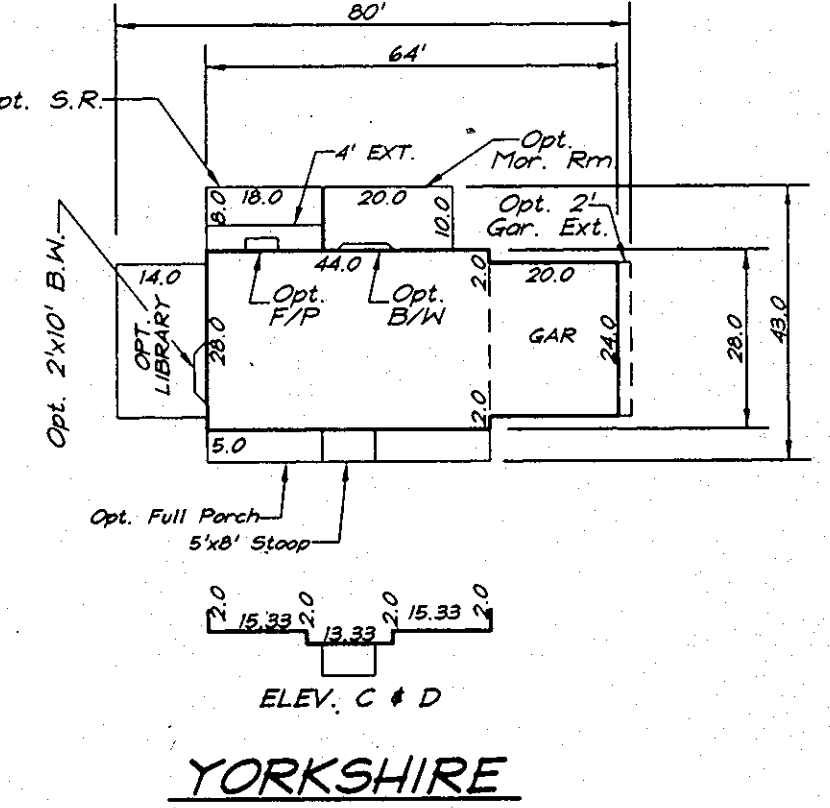 80'
64'
pt. S.R.
4' EXT.
Opt.
Mor. Rm.
8.0
18.0
20.0
10.0
Opt. 2'
Gar. Ext.
Opt. 2'x10' B.W.
14.0
44.0
2.0
20.0
OPT.
LIBRARY
28.0
Opt.
F/P
Opt.
B/W
GAR
24.0
28.0
43.0
2.0
5.0
Opt. Full Porch
5'x8' Stoop
2.0
15.33
2.0
13.33
2.0
15.33
2.0
ELEV. C & D
YORKSHIRE